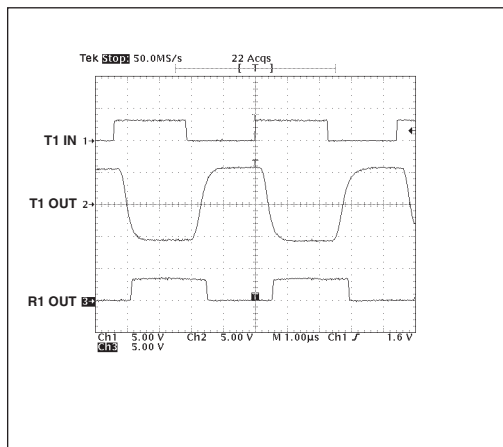 Tek Stop: 50.0MS/s 22 Acqs
[ T ]
T1 IN 1
T1 OUT 2
R1 OUT 3
T
Ch1 5.00 V Ch2 5.00 V M 1.00µs Ch1 1.6 V
Ch3 5.00 V